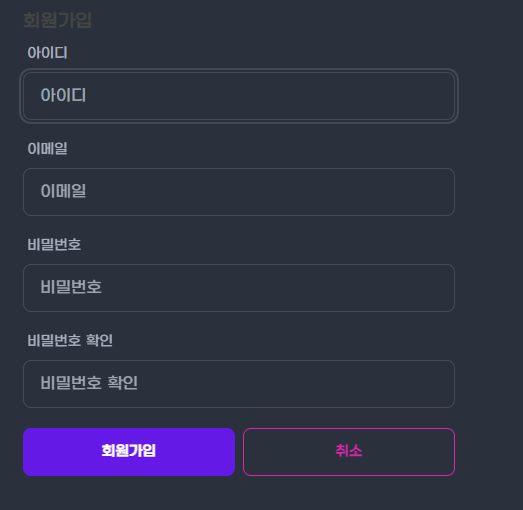 회원가입
아이디
아이디
이메일
이메일
비밀번호
비밀번호
비밀번호 확인
비밀번호 확인
회원가입 취소